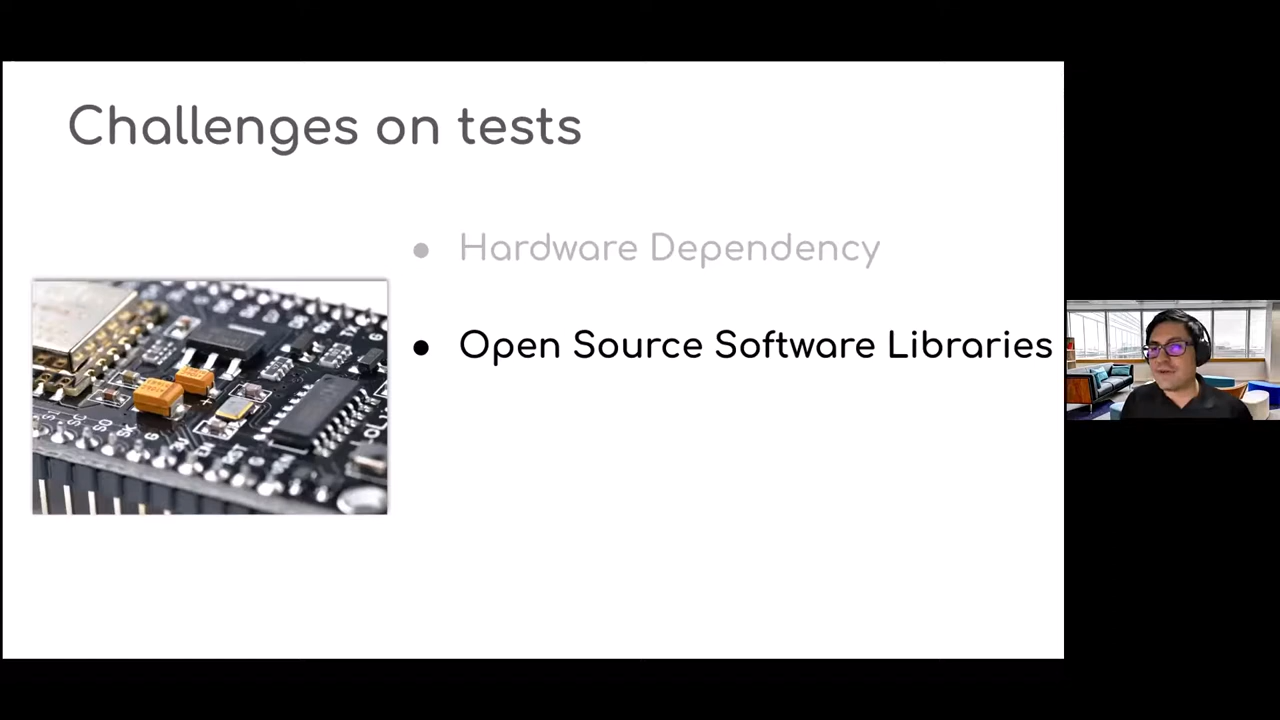 Challenges on tests
● Hardware Dependency
● Open Source Software Libraries